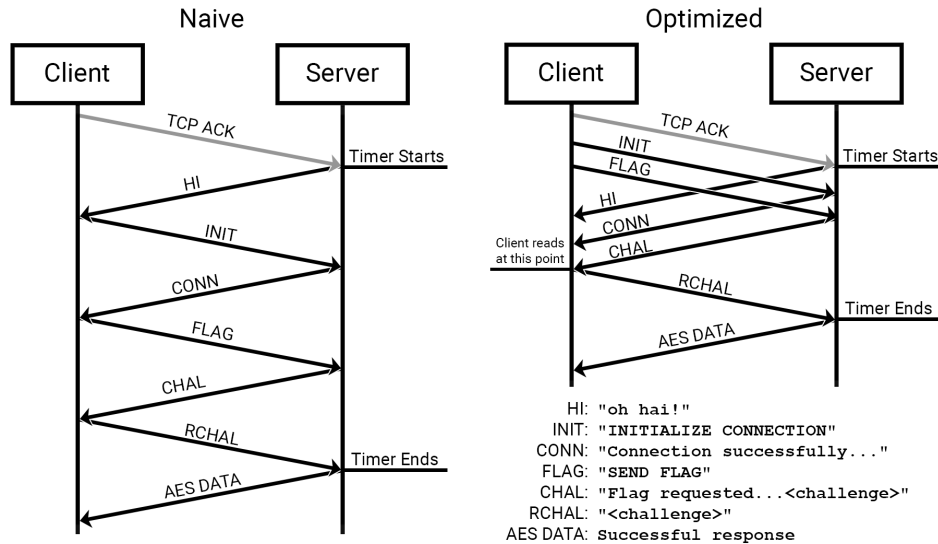 Naive
Client
Server
TCP ACK
Timer Starts
HI
INIT
CONN
FLAG
CHAL
RCHAL
Timer Ends
AES DATA
Optimized
Client
Server
TCP ACK
INIT
Timer Starts
FLAG
HI
CONN
Client reads
at this point
CHAL
RCHAL
Timer Ends
AES DATA
HI: "oh hai!"
INIT: "INITIALIZE CONNECTION"
CONN: "Connection successfully..."
FLAG: "SEND FLAG"
CHAL: "Flag requested...<challenge>"
RCHAL: "<challenge>"
AES DATA: Successful response